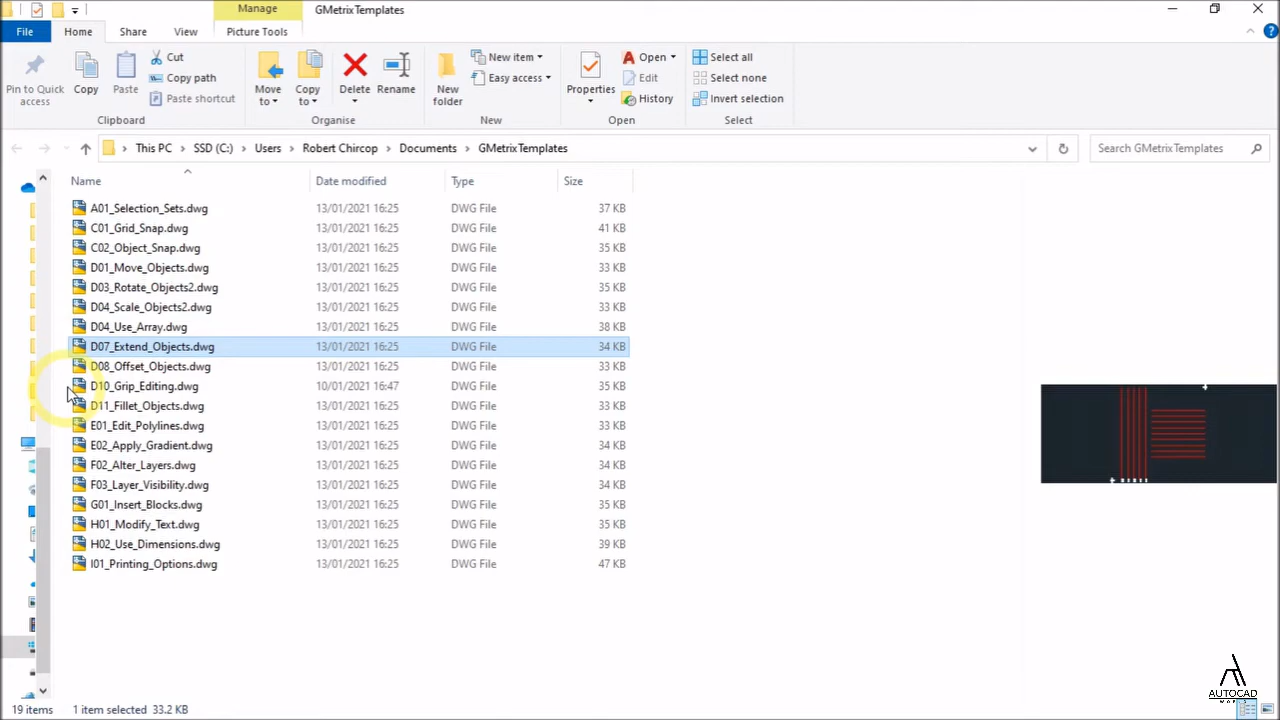 Manage
GMetrixTemplates
File
Home
Share
View
Picture Tools
Pin to Quick
access
Copy
Paste
Cut
Copy path
Paste shortcut
Clipboard
Move
to
Copy
to
Delete
Rename
Organise
New
folder
New item
Easy access
New
Properties
Open
Edit
History
Open
Select all
Select none
Invert selection
Select
This PC > SSD (C:) > Users > Robert Chircop > Documents > GMetrixTemplates
Search GMetrixTemplates
Name Date modified Type Size
A01_Selection_Sets.dwg 13/01/2021 16:25 DWG File 37 KB
C01_Grid_Snap.dwg 13/01/2021 16:25 DWG File 41 KB
C02_Object_Snap.dwg 13/01/2021 16:25 DWG File 35 KB
D01_Move_Objects.dwg 13/01/2021 16:25 DWG File 33 KB
D03_Rotate_Objects2.dwg 13/01/2021 16:25 DWG File 35 KB
D04_Scale_Objects2.dwg 13/01/2021 16:25 DWG File 33 KB
D04_Use_Array.dwg 13/01/2021 16:25 DWG File 38 KB
D07_Extend_Objects.dwg 13/01/2021 16:25 DWG File 34 KB
D08_Offset_Objects.dwg 13/01/2021 16:25 DWG File 33 KB
D10_Grip_Editing.dwg 10/01/2021 16:47 DWG File 35 KB
D11_Fillet_Objects.dwg 13/01/2021 16:25 DWG File 33 KB
E01_Edit_Polylines.dwg 13/01/2021 16:25 DWG File 33 KB
E02_Apply_Gradient.dwg 13/01/2021 16:25 DWG File 34 KB
F02_Alter_Layers.dwg 13/01/2021 16:25 DWG File 34 KB
F03_Layer_Visibility.dwg 13/01/2021 16:25 DWG File 34 KB
G01_Insert_Blocks.dwg 13/01/2021 16:25 DWG File 35 KB
H01_Modify_Text.dwg 13/01/2021 16:25 DWG File 35 KB
H02_Use_Dimensions.dwg 13/01/2021 16:25 DWG File 39 KB
I01_Printing_Options.dwg 13/01/2021 16:25 DWG File 47 KB
AUTOCAD
19 items 1 item selected 33.2 KB